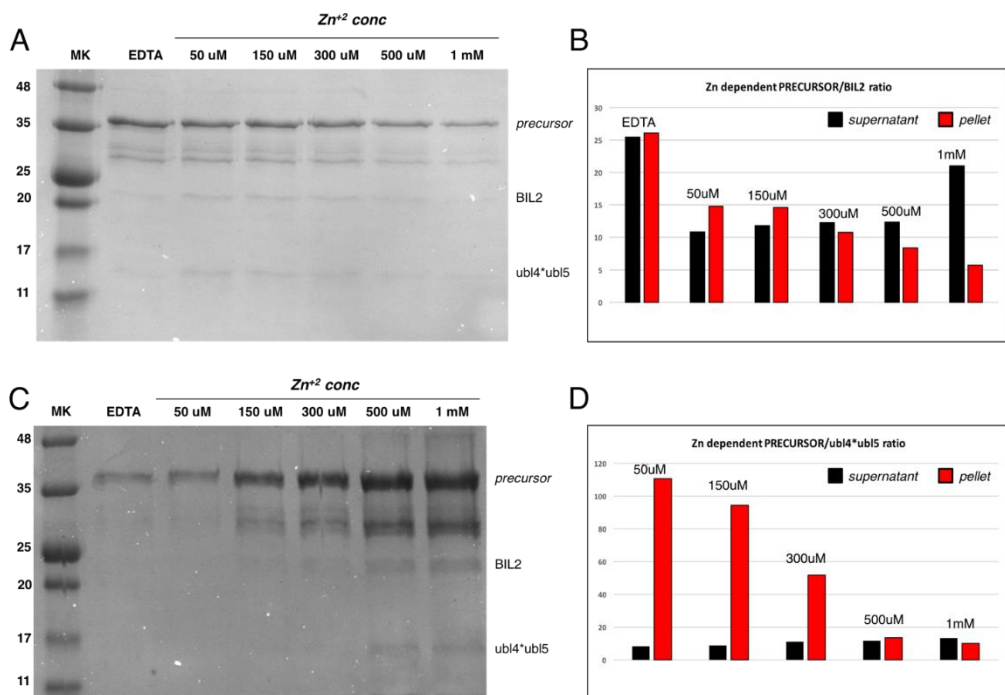 A
Zn+2 conc
MK EDTA 50 uM 150 uM 300 uM 500 uM 1 mM
48
35
25
20
17
11
precursor
BIL2
ubl4*ubl5
B
Zn dependent PRECURSOR/BIL2 ratio
supernatant pellet
30
25
20
15
10
5
0
EDTA
50uM
150uM
300uM
500uM
1mM
C
Zn+2 conc
MK EDTA 50 uM 150 uM 300 uM 500 uM 1 mM
48
35
25
20
17
11
precursor
BIL2
ubl4*ubl5
D
Zn dependent PRECURSOR/ubl4*ubl5 ratio
supernatant pellet
120
100
80
60
40
20
0
50uM
150uM
300uM
500uM
1mM